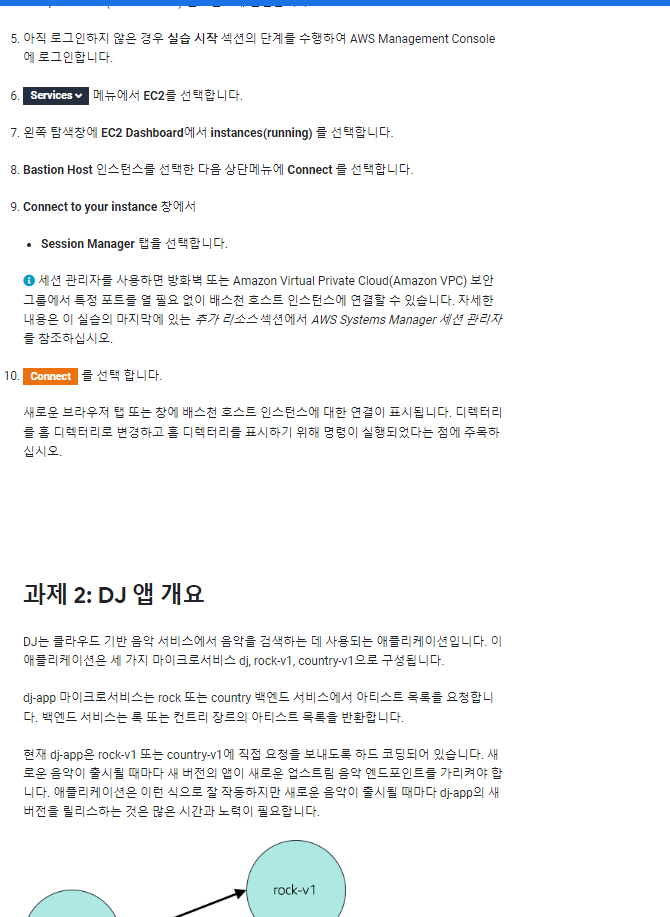 5. 아직 로그인하지 않은 경우 실습 시작 섹션의 단계를 수행하여 AWS Management Console
에 로그인합니다.
6. Services 메뉴에서 EC2를 선택합니다.
7. 왼쪽 탐색창에 EC2 Dashboard에서 instances(running) 를 선택합니다.
8. Bastion Host 인스턴스를 선택한 다음 상단메뉴에 Connect 를 선택합니다.
9. Connect to your instance 창에서
• Session Manager 탭을 선택합니다.
세션 관리자를 사용하면 방화벽 또는 Amazon Virtual Private Cloud(Amazon VPC) 보안
그룹에서 특정 포트를 열 필요 없이 배스천 호스트 인스턴스에 연결할 수 있습니다. 자세한
내용은 이 실습의 마지막에 있는 추가 리소스 섹션에서 AWS Systems Manager 세션 관리자
를 참조하십시오.
10. Connect 를 선택 합니다.
새로운 브라우저 탭 또는 창에 배스천 호스트 인스턴스에 대한 연결이 표시됩니다. 디렉터리
를 홈 디렉터리로 변경하고 홈 디렉터리를 표시하기 위해 명령이 실행되었다는 점에 주목하
십시오.
과제 2: DJ 앱 개요
DJ는 클라우드 기반 음악 서비스에서 음악을 검색하는 데 사용되는 애플리케이션입니다. 이
애플리케이션은 세 가지 마이크로서비스 dj, rock-v1, country-v1으로 구성됩니다.
dj-app 마이크로서비스는 rock 또는 country 백엔드 서비스에서 아티스트 목록을 요청합니
다. 백엔드 서비스는 록 또는 컨트리 장르의 아티스트 목록을 반환합니다.
현재 dj-app은 rock-v1 또는 country-v1에 직접 요청을 보내도록 하드 코딩되어 있습니다. 새
로운 음악이 출시될 때마다 새 버전의 앱이 새로운 업스트림 음악 엔드포인트를 가리켜야 합
니다. 애플리케이션은 이런 식으로 잘 작동하지만 새로운 음악이 출시될 때마다 dj-app의 새
버전을 릴리스하는 것은 많은 시간과 노력이 필요합니다.
rock-v1